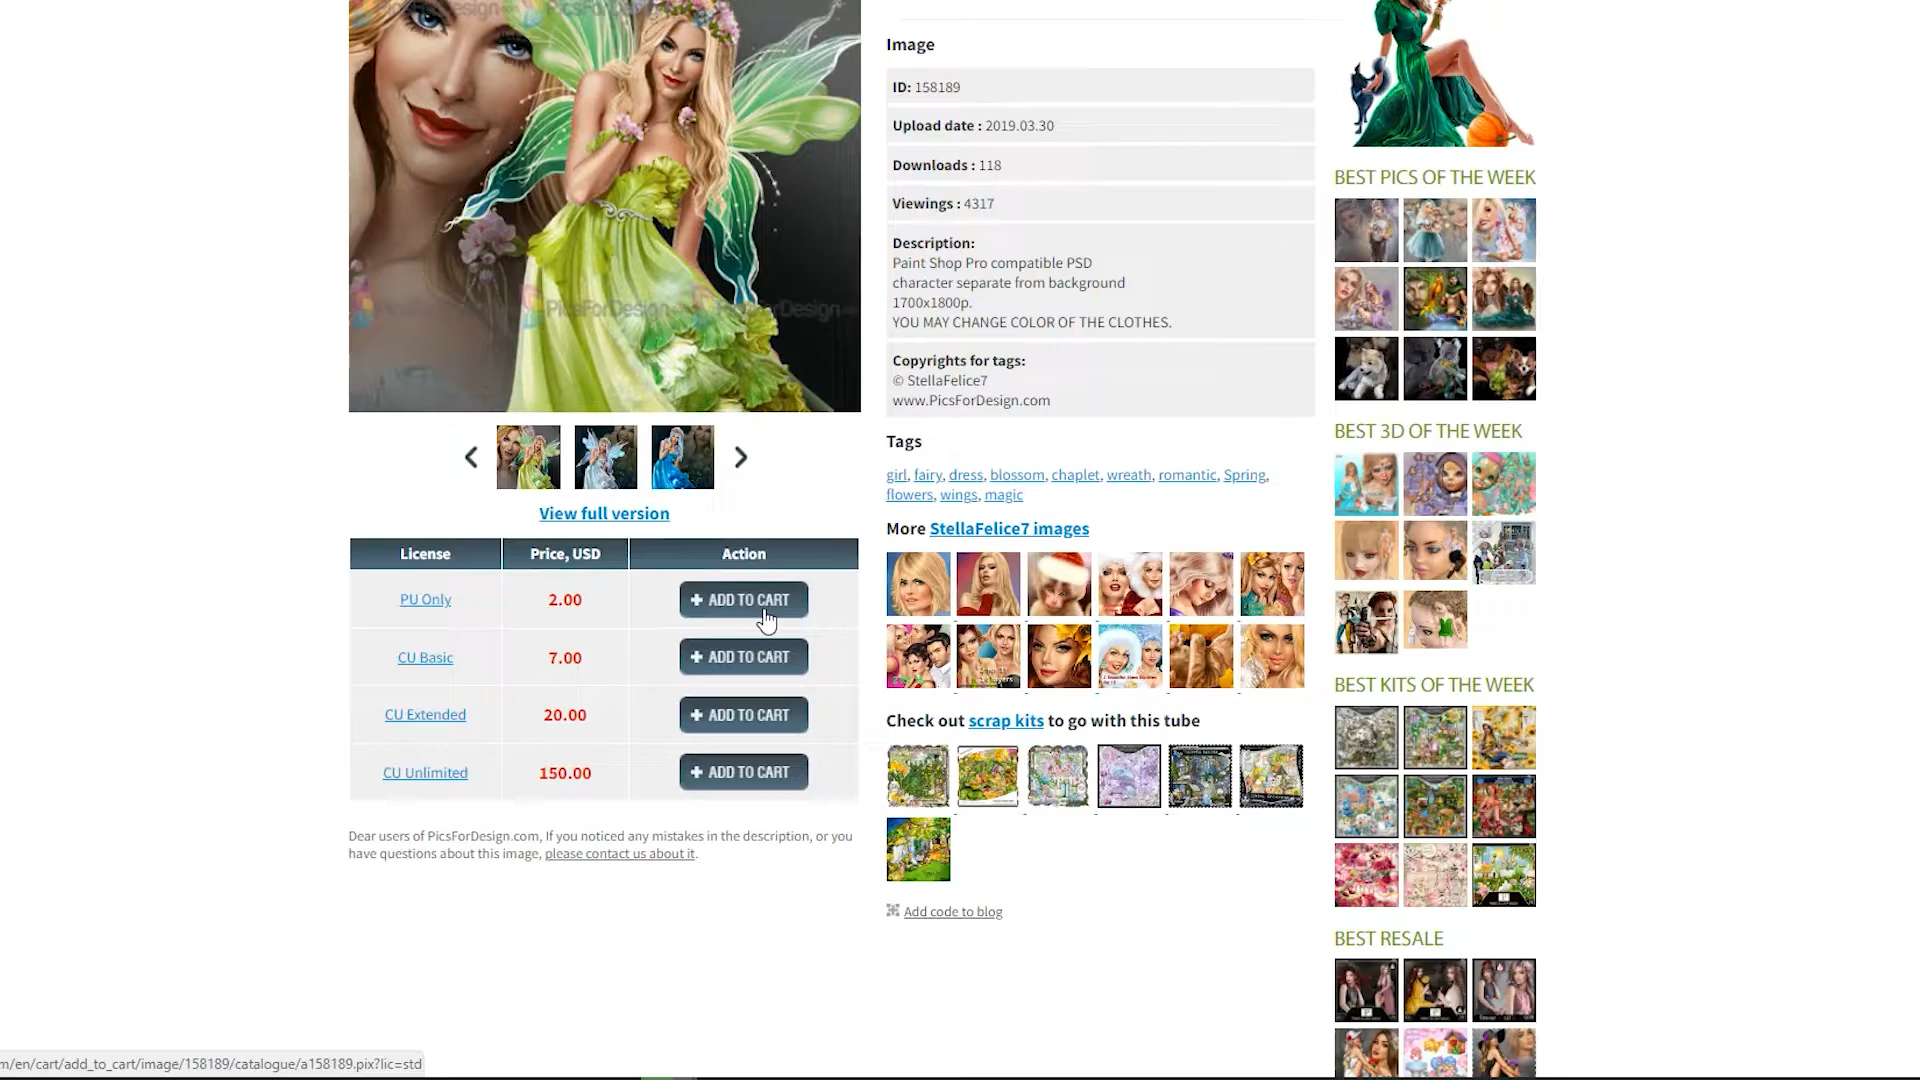 PicsForDesign
PicsForDesign
View full version
License Price, USD Action
PU Only 2.00 + ADD TO CART
CU Basic 7.00 + ADD TO CART
CU Extended 20.00 + ADD TO CART
CU Unlimited 150.00 + ADD TO CART
Dear users of PicsForDesign.com, If you noticed any mistakes in the description, or you
have questions about this image, please contact us about it.
Image
ID: 158189
Upload date : 2019.03.30
Downloads : 118
Viewings : 4317
Description:
Paint Shop Pro compatible PSD
character separate from background
1700x1800p.
YOU MAY CHANGE COLOR OF THE CLOTHES.
Copyrights for tags:
© StellaFelice7
www.PicsForDesign.com
Tags
girl, fairy, dress, blossom, chaplet, wreath, romantic, Spring,
flowers, wings, magic
More StellaFelice7 images
Check out scrap kits to go with this tube
Add code to blog
BEST PICS OF THE WEEK
BEST 3D OF THE WEEK
BEST KITS OF THE WEEK
BEST RESALE
m/en/cart/add_to_cart/image/158189/catalogue/a158189.pix?lic=std